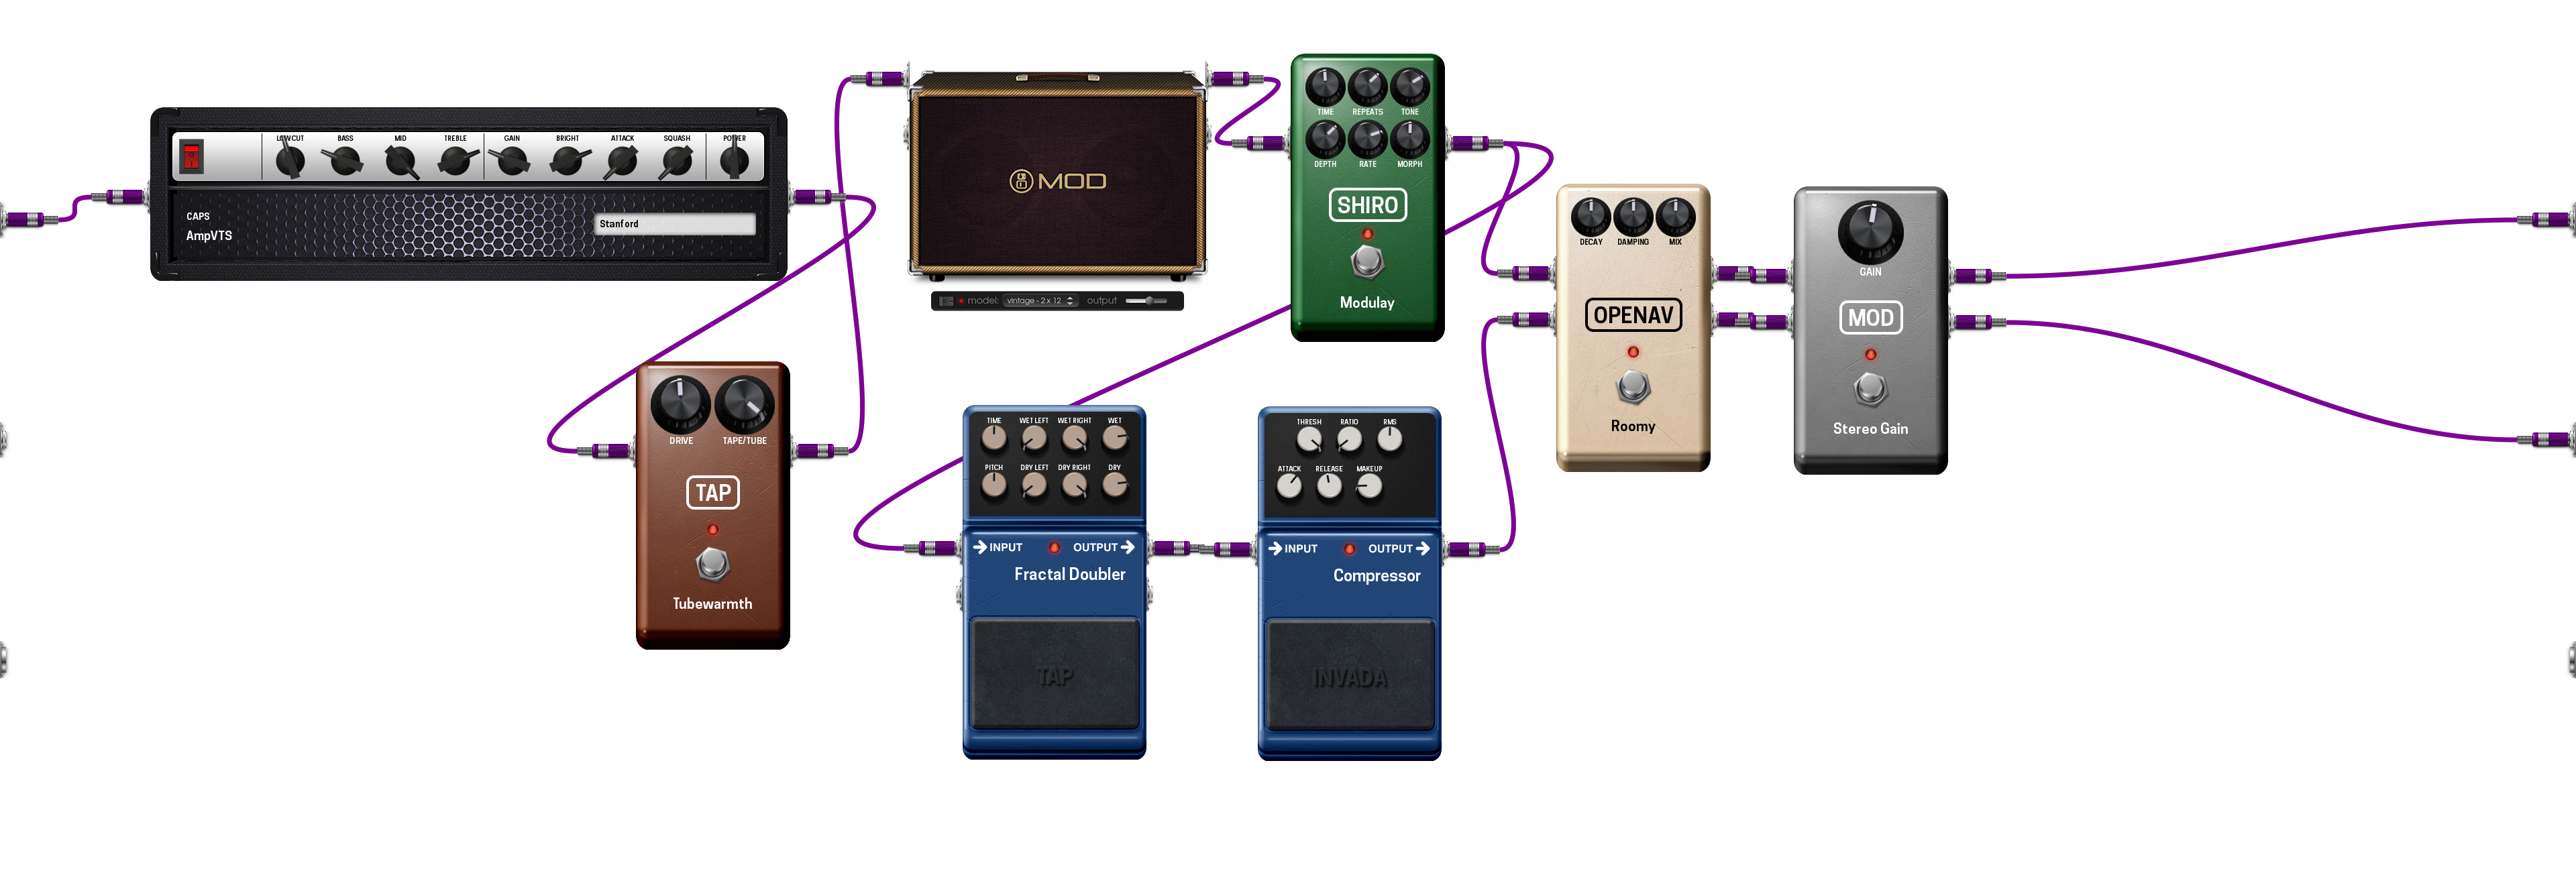 LOWCUT BASS MID TREBLE GAIN BRIGHT ATTACK SQUASH POWER
CAPS
AmpVTS
Stanford
MOD
model: vintage - 2 x 12 output
TIME REPEATS TONE
DEPTH RATE MORPH
SHIRO
Modulay
DECAY DAMPING MIX
OPENAV
Roomy
GAIN
MOD
Stereo Gain
DRIVE TAPE/TUBE
TAP
Tubewarmth
TIME WET LEFT WET RIGHT WET
PITCH DRY LEFT DRY RIGHT DRY
INPUT OUTPUT
Fractal Doubler
TAP
THRESH RATIO RMS
ATTACK RELEASE MAKEUP
INPUT OUTPUT
Compressor
INVADA